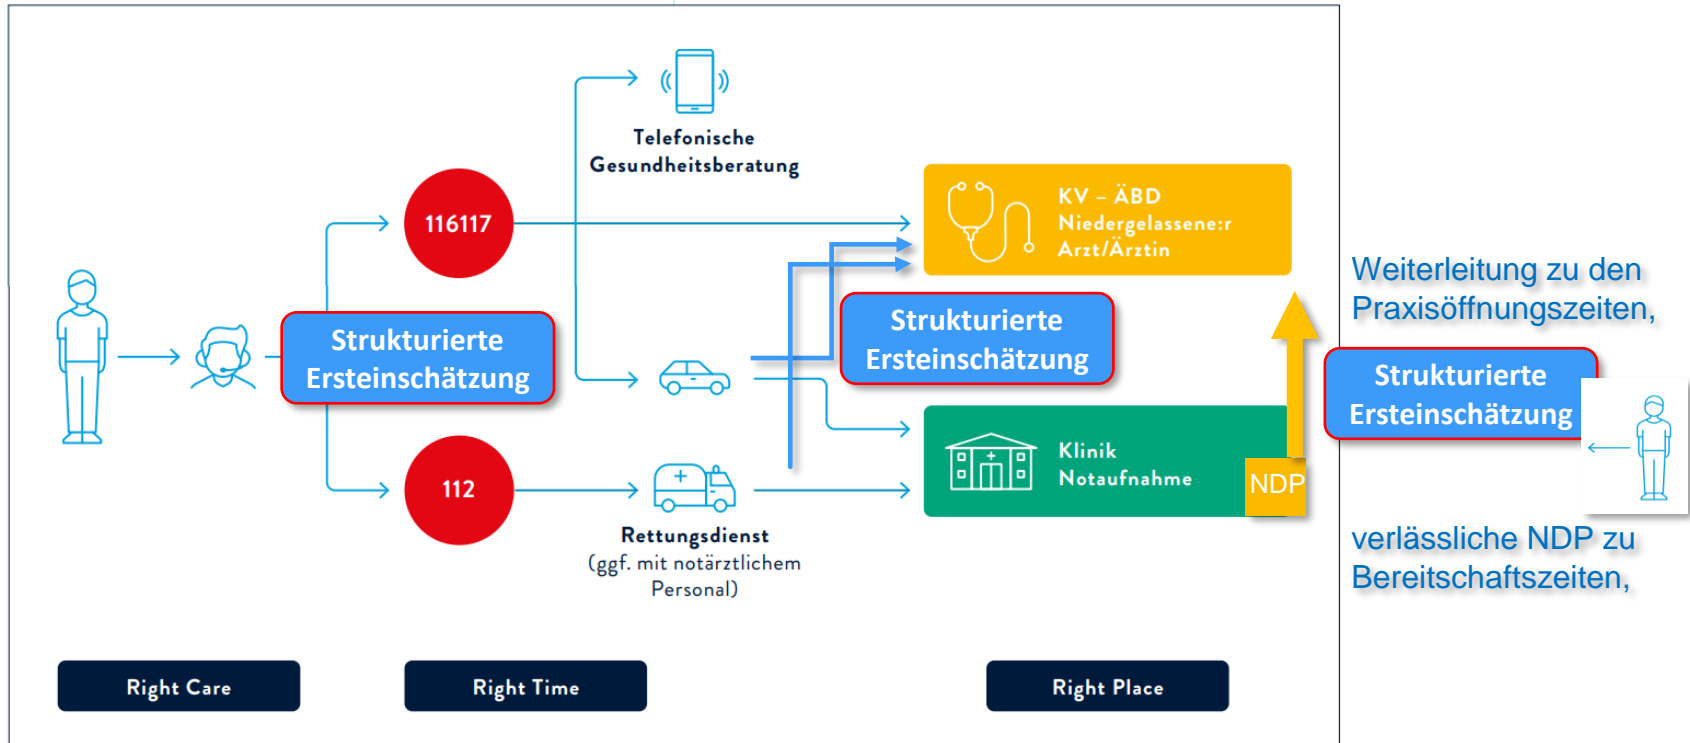 Telefonische
Gesundheitsberatung
116117
KV – ÄBD
Niedergelassene:r
Arzt/Ärztin
Strukturierte
Ersteinschätzung
Strukturierte
Ersteinschätzung
Weiterleitung zu den
Praxisöffnungszeiten,
Strukturierte
Ersteinschätzung
112
Klinik
Notaufnahme
NDP
Rettungsdienst
(ggf. mit notärztlichem
Personal)
verlässliche NDP zu
Bereitschaftszeiten,
Right Care
Right Time
Right Place